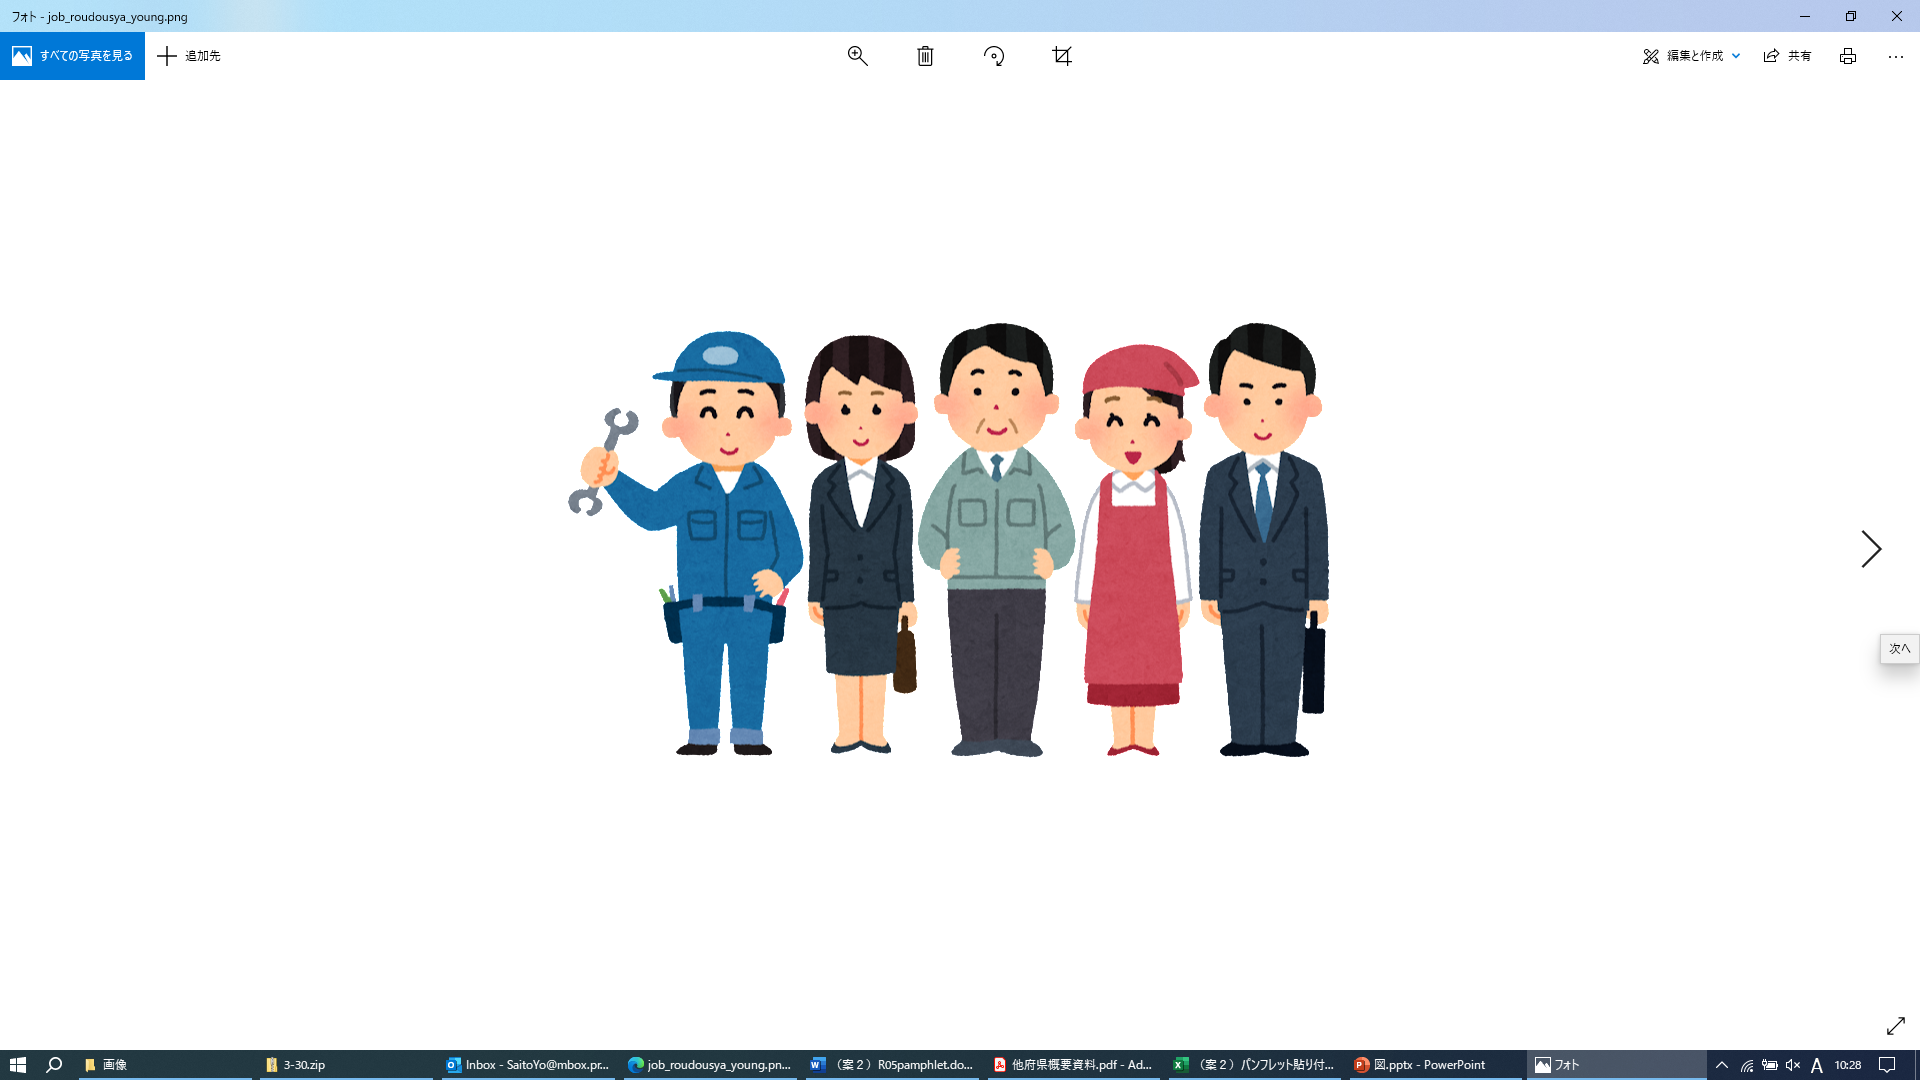 フォト - job_roudousya_young.png
すべての写真を見る
追加先
編集と作成
共有
次へ
画像
3-30.zip
Inbox - SaitoYo@mbox.pr...
job_roudousya_young.pn...
（案２）R05pamphlet.do...
他府県概要資料.pdf - Ad...
（案２）パンフレット貼り付...
図.pptx - PowerPoint
フォト
A
10:28